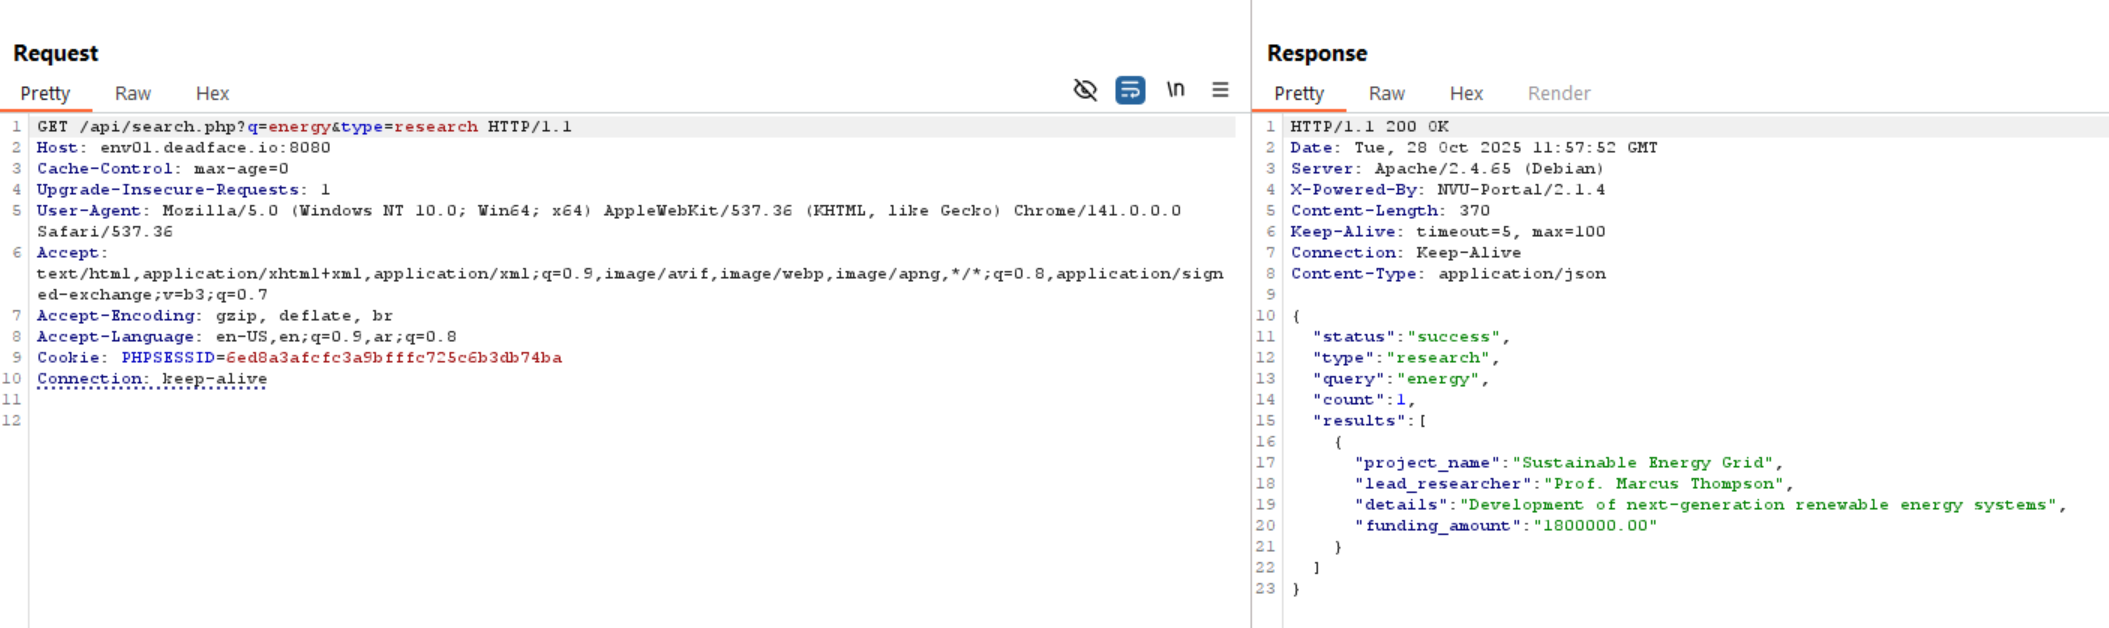 Request
Pretty Raw Hex
\n
1 GET /api/search.php?q=energy&type=research HTTP/1.1
2 Host: env01.deadface.io:8080
3 Cache-Control: max-age=0
4 Upgrade-Insecure-Requests: 1
5 User-Agent: Mozilla/5.0 (Windows NT 10.0; Win64; x64) AppleWebKit/537.36 (KHTML, like Gecko) Chrome/141.0.0.0
Safari/537.36
6 Accept:
text/html,application/xhtml+xml,application/xml;q=0.9,image/avif,image/webp,image/apng,*/*;q=0.8,application/sign
ed-exchange;v=b3;q=0.7
7 Accept-Encoding: gzip, deflate, br
8 Accept-Language: en-US,en;q=0.9,ar;q=0.8
9 Cookie: PHPSESSID=6ed8a3afcfc3a9bfffc725c6b3db74ba
10 Connection: keep-alive
11
12
Response
Pretty Raw Hex Render
1 HTTP/1.1 200 OK
2 Date: Tue, 28 Oct 2025 11:57:52 GMT
3 Server: Apache/2.4.65 (Debian)
4 X-Powered-By: NVU-Portal/2.1.4
5 Content-Length: 370
6 Keep-Alive: timeout=5, max=100
7 Connection: Keep-Alive
8 Content-Type: application/json
9
10 {
11 "status":"success",
12 "type":"research",
13 "query":"energy",
14 "count":1,
15 "results":[
16 {
17 "project_name":"Sustainable Energy Grid",
18 "lead_researcher":"Prof. Marcus Thompson",
19 "details":"Development of next-generation renewable energy systems",
20 "funding_amount":"1800000.00"
21 }
22 ]
23 }